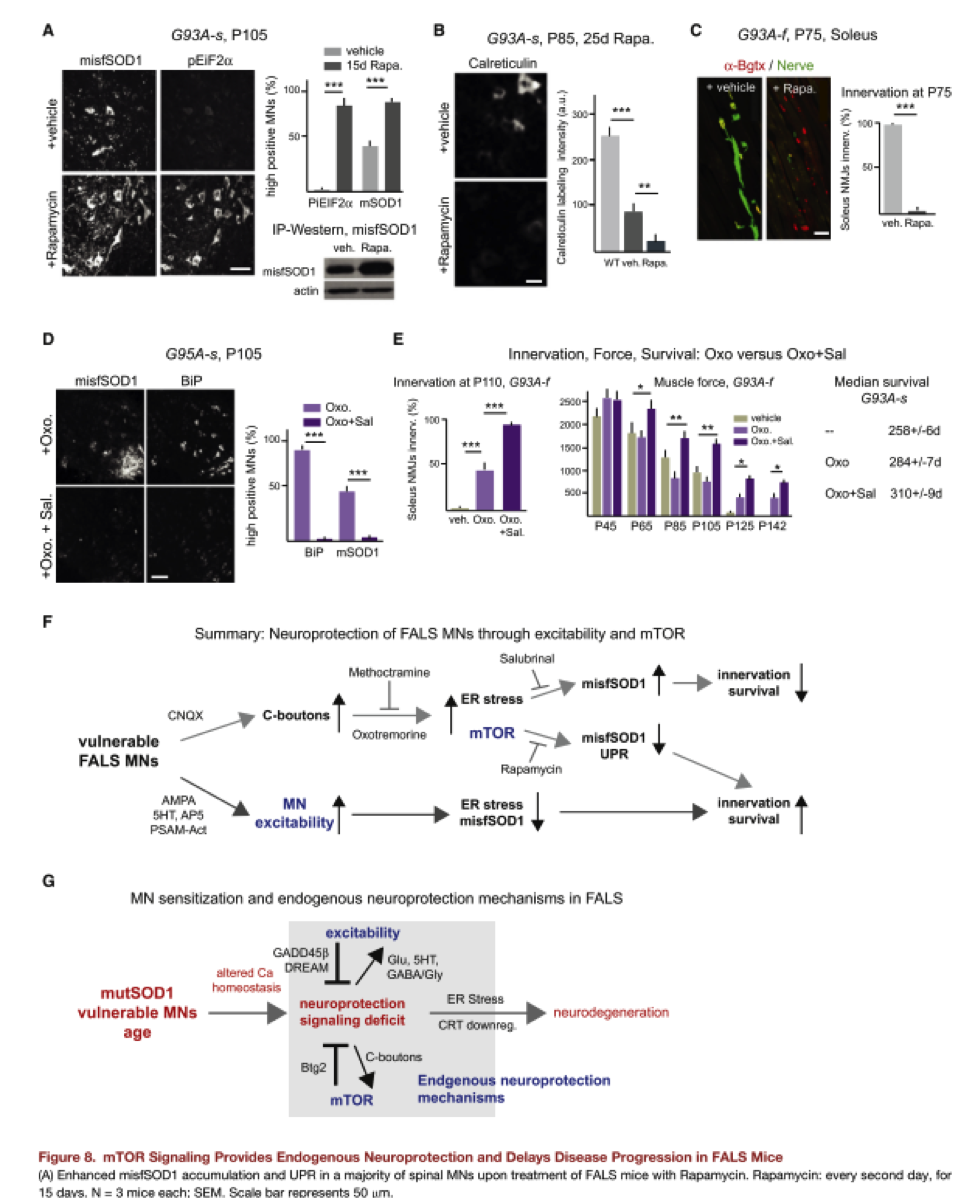 A
G93A-s, P105
misfSOD1 pEiF2α
+vehicle
+Rapamycin
vehicle
15d Rapa.
high positive MNs (%)
100
50
*** ***
PiEIF2α mSOD1
IP-Western, misfSOD1
veh. Rapa.
misfSOD1
actin
B
G93A-s, P85, 25d Rapa.
Calreticulin
+vehicle
+Rapamycin
Calreticulin labeling intensity (a.u.)
300
200
100
***
**
WT veh. Rapa.
C
G93A-f, P75, Soleus
α-Bgtx / Nerve
+ vehicle + Rapa.
Innervation at P75
Soleus NMJs innerv. (%)
100
50
***
veh. Rapa.
D
G95A-s, P105
misfSOD1 BiP
+Oxo.
+Oxo. + Sal.
Oxo.
Oxo+Sal
high positive MNs (%)
100
50
***
***
BiP mSOD1
E
Innervation, Force, Survival: Oxo versus Oxo+Sal
Innervation at P110, G93A-f
Soleus NMJs innerv. (%)
100
50
***
***
veh. Oxo. Oxo.
+Sal.
Muscle force, G93A-f
2500
2000
1500
1000
500
* ** ** * *
vehicle
Oxo.
Oxo.+Sal.
P45 P65 P85 P105 P125 P142
Median survival
G93A-s
-- 258+/-6d
Oxo 284+/-7d
Oxo+Sal 310+/-9d
F
Summary: Neuroprotection of FALS MNs through excitability and mTOR
vulnerable
FALS MNs
CNQX
C-boutons
Methoctramine
Oxotremorine
ER stress
mTOR
Salubrinal
Rapamycin
misfSOD1
innervation
survival
misfSOD1
UPR
AMPA
5HT, AP5
PSAM-Act
MN
excitability
ER stress
misfSOD1
innervation
survival
G
MN sensitization and endogenous neuroprotection mechanisms in FALS
mutSOD1
vulnerable MNs
age
altered Ca
homeostasis
excitability
GADD45β
DREAM
Glu, 5HT,
GABA/Gly
neuroprotection
signaling deficit
ER Stress
CRT downreg.
neurodegeneration
Btg2
C-boutons
mTOR
Endgenous neuroprotection
mechanisms
Figure 8. mTOR Signaling Provides Endogenous Neuroprotection and Delays Disease Progression in FALS Mice
(A) Enhanced misfSOD1 accumulation and UPR in a majority of spinal MNs upon treatment of FALS mice with Rapamycin. Rapamycin: every second day, for
15 days. N = 3 mice each; SEM. Scale bar represents 50 μm.